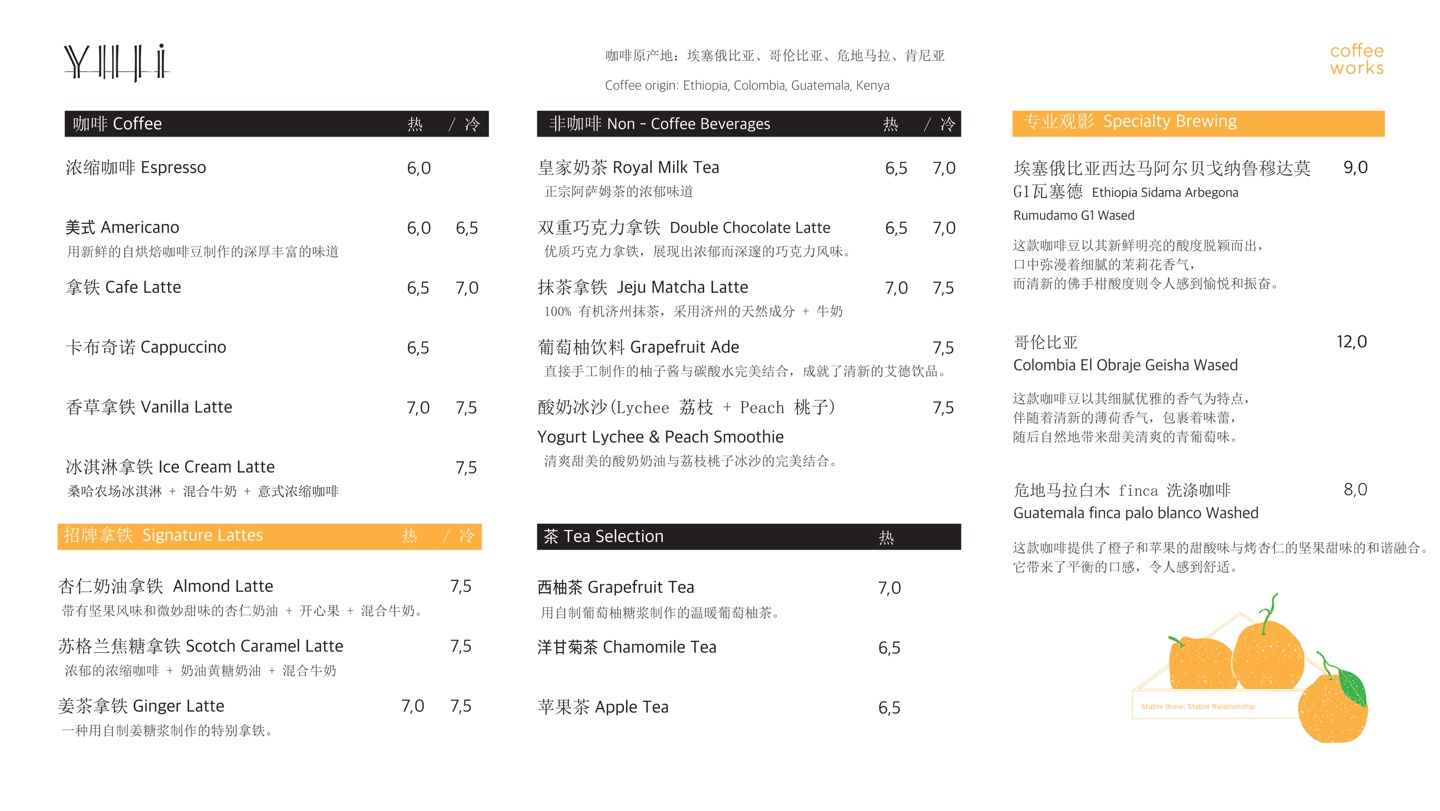 YIIJi
咖啡原产地：埃塞俄比亚、哥伦比亚、危地马拉、肯尼亚
Coffee origin: Ethiopia, Colombia, Guatemala, Kenya
coffee
works
咖啡 Coffee 热 / 冷
浓缩咖啡 Espresso 6,0
美式 Americano 6,0 6,5
用新鲜的自烘焙咖啡豆制作的深厚丰富的味道
拿铁 Cafe Latte 6,5 7,0
卡布奇诺 Cappuccino 6,5
香草拿铁 Vanilla Latte 7,0 7,5
冰淇淋拿铁 Ice Cream Latte 7,5
桑哈农场冰淇淋 + 混合牛奶 + 意式浓缩咖啡
招牌拿铁 Signature Lattes 热 / 冷
杏仁奶油拿铁 Almond Latte 7,5
带有坚果风味和微妙甜味的杏仁奶油 + 开心果 + 混合牛奶。
苏格兰焦糖拿铁 Scotch Caramel Latte 7,5
浓郁的浓缩咖啡 + 奶油黄糖奶油 + 混合牛奶
姜茶拿铁 Ginger Latte 7,0 7,5
一种用自制姜糖浆制作的特别拿铁。
非咖啡 Non - Coffee Beverages 热 / 冷
皇家奶茶 Royal Milk Tea 6,5 7,0
正宗阿萨姆茶的浓郁味道
双重巧克力拿铁 Double Chocolate Latte 6,5 7,0
优质巧克力拿铁，展现出浓郁而深邃的巧克力风味。
抹茶拿铁 Jeju Matcha Latte 7,0 7,5
100% 有机济州抹茶，采用济州的天然成分 + 牛奶
葡萄柚饮料 Grapefruit Ade 7,5
直接手工制作的柚子酱与碳酸水完美结合，成就了清新的艾德饮品。
酸奶冰沙(Lychee 荔枝 + Peach 桃子) 7,5
Yogurt Lychee & Peach Smoothie
清爽甜美的酸奶奶油与荔枝桃子冰沙的完美结合。
茶 Tea Selection 热
西柚茶 Grapefruit Tea 7,0
用自制葡萄柚糖浆制作的温暖葡萄柚茶。
洋甘菊茶 Chamomile Tea 6,5
苹果茶 Apple Tea 6,5
专业观影 Specialty Brewing
埃塞俄比亚西达马阿尔贝戈纳鲁穆达莫 9,0
G1瓦塞德 Ethiopia Sidama Arbegona
Rumudamo G1 Wased
这款咖啡豆以其新鲜明亮的酸度脱颖而出，
口中弥漫着细腻的茉莉花香气，
而清新的佛手柑酸度则令人感到愉悦和振奋。
哥伦比亚 12,0
Colombia El Obraje Geisha Wased
这款咖啡豆以其细腻优雅的香气为特点，
伴随着清新的薄荷香气，包裹着味蕾，
随后自然地带来甜美清爽的青葡萄味。
危地马拉白木 finca 洗涤咖啡 8,0
Guatemala finca palo blanco Washed
这款咖啡提供了橙子和苹果的甜酸味与烤杏仁的坚果甜味的和谐融合。
它带来了平衡的口感，令人感到舒适。
Stable Brew, Stable Relationship